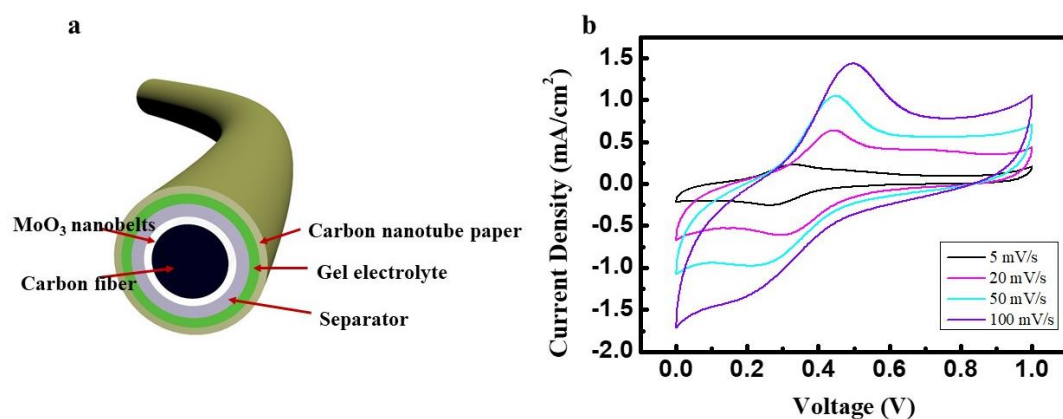 a
MoO₃ nanobelts
Carbon fiber
Carbon nanotube paper
Gel electrolyte
Separator
b
Current Density (mA/cm²)
1.5
1.0
0.5
0.0
-0.5
-1.0
-1.5
-2.0
0.0 0.2 0.4 0.6 0.8 1.0
Voltage (V)
5 mV/s
20 mV/s
50 mV/s
100 mV/s